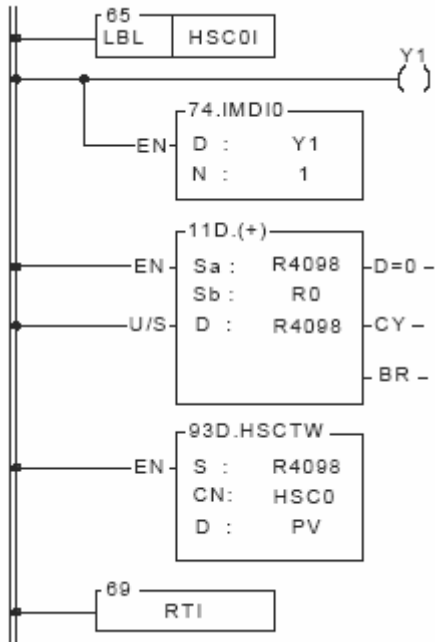 65
LBL HSC0I
Y1
( )
74.IMDI0
EN D : Y1
N : 1
11D.(+)
EN Sa : R4098 D=0
Sb : R0
U/S D : R4098 CY
BR
93D.HSCTW
EN S : R4098
CN: HSC0
D : PV
69
RTI